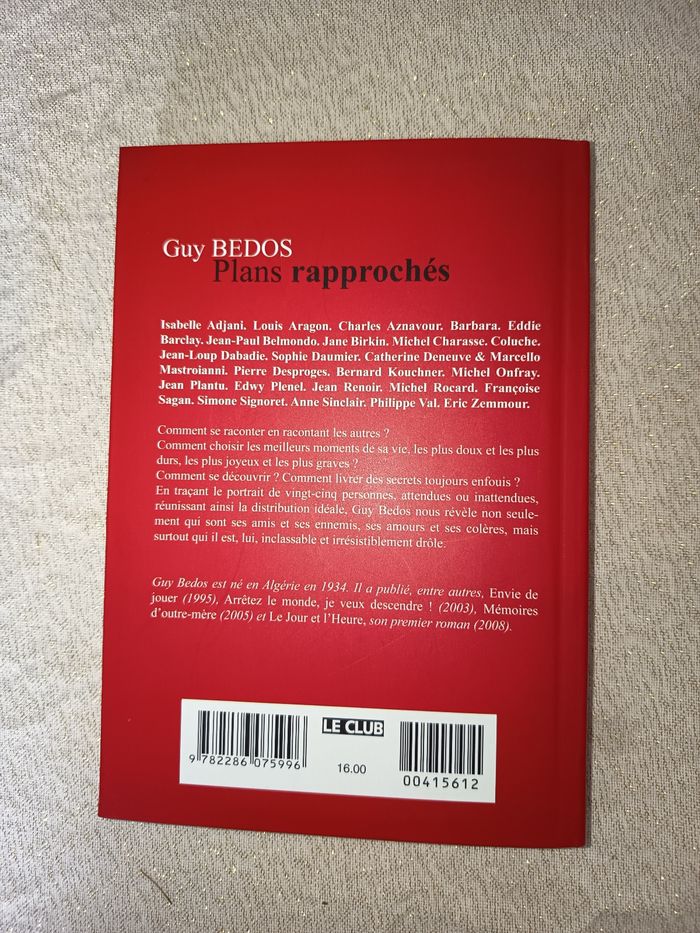 Guy BEDOS
Plans rapprochés
Isabelle Adjani. Louis Aragon. Charles Aznavour. Barbara. Eddie
Barclay. Jean-Paul Belmondo. Jane Birkin. Michel Charasse. Coluche.
Jean-Loup Dabadie. Sophie Daumier. Catherine Deneuve & Marcello
Mastroianni. Pierre Desproges. Bernard Kouchner. Michel Onfray.
Jean Plantu. Edwy Plenel. Jean Renoir. Michel Rocard. Françoise
Sagan. Simone Signoret. Anne Sinclair. Philippe Val. Eric Zemmour.
Comment se raconter en racontant les autres ?
Comment choisir les meilleurs moments de sa vie, les plus doux et les plus
durs, les plus joyeux et les plus graves ?
Comment se découvrir ? Comment livrer des secrets toujours enfouis ?
En traçant le portrait de vingt-cinq personnes, attendues ou inattendues,
réunissant ainsi la distribution idéale, Guy Bedos nous révèle non seule-
ment qui sont ses amis et ses ennemis, ses amours et ses colères, mais
surtout qui il est, lui, inclassable et irrésistiblement drôle.
Guy Bedos est né en Algérie en 1934. Il a publié, entre autres, Envie de
jouer (1995), Arrêtez le monde, je veux descendre ! (2003), Mémoires
d'outre-mère (2005) et Le Jour et l'Heure, son premier roman (2008).
LE CLUB
9 782286 075996
16.00
00415612